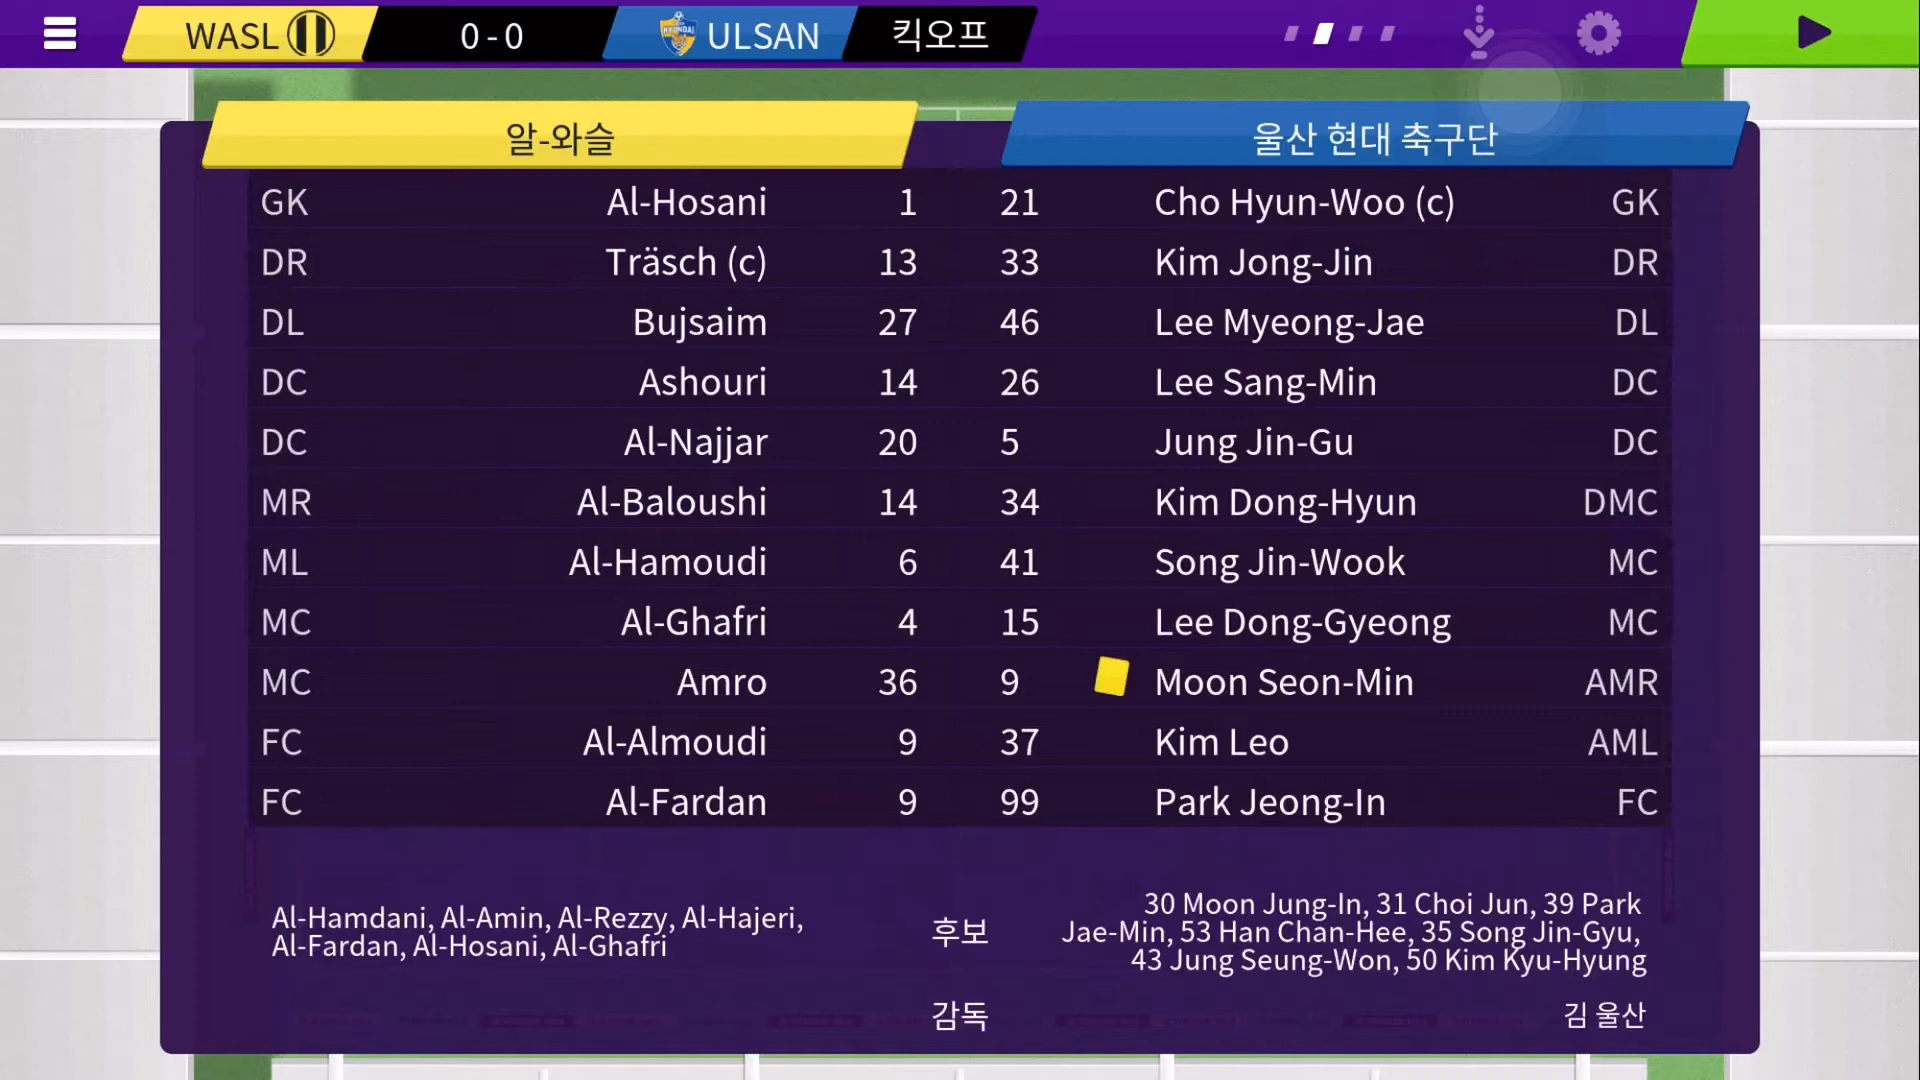 WASL 0 - 0 ULSAN 킥오프
알-와슬 울산 현대 축구단
GK Al-Hosani 1 21 Cho Hyun-Woo (c) GK
DR Träsch (c) 13 33 Kim Jong-Jin DR
DL Bujsaim 27 46 Lee Myeong-Jae DL
DC Ashouri 14 26 Lee Sang-Min DC
DC Al-Najjar 20 5 Jung Jin-Gu DC
MR Al-Baloushi 14 34 Kim Dong-Hyun DMC
ML Al-Hamoudi 6 41 Song Jin-Wook MC
MC Al-Ghafri 4 15 Lee Dong-Gyeong MC
MC Amro 36 9 Moon Seon-Min AMR
FC Al-Almoudi 9 37 Kim Leo AML
FC Al-Fardan 9 99 Park Jeong-In FC
Al-Hamdani, Al-Amin, Al-Rezzy, Al-Hajeri,
Al-Fardan, Al-Hosani, Al-Ghafri
후보
30 Moon Jung-In, 31 Choi Jun, 39 Park
Jae-Min, 53 Han Chan-Hee, 35 Song Jin-Gyu,
43 Jung Seung-Won, 50 Kim Kyu-Hyung
감독 김 울산